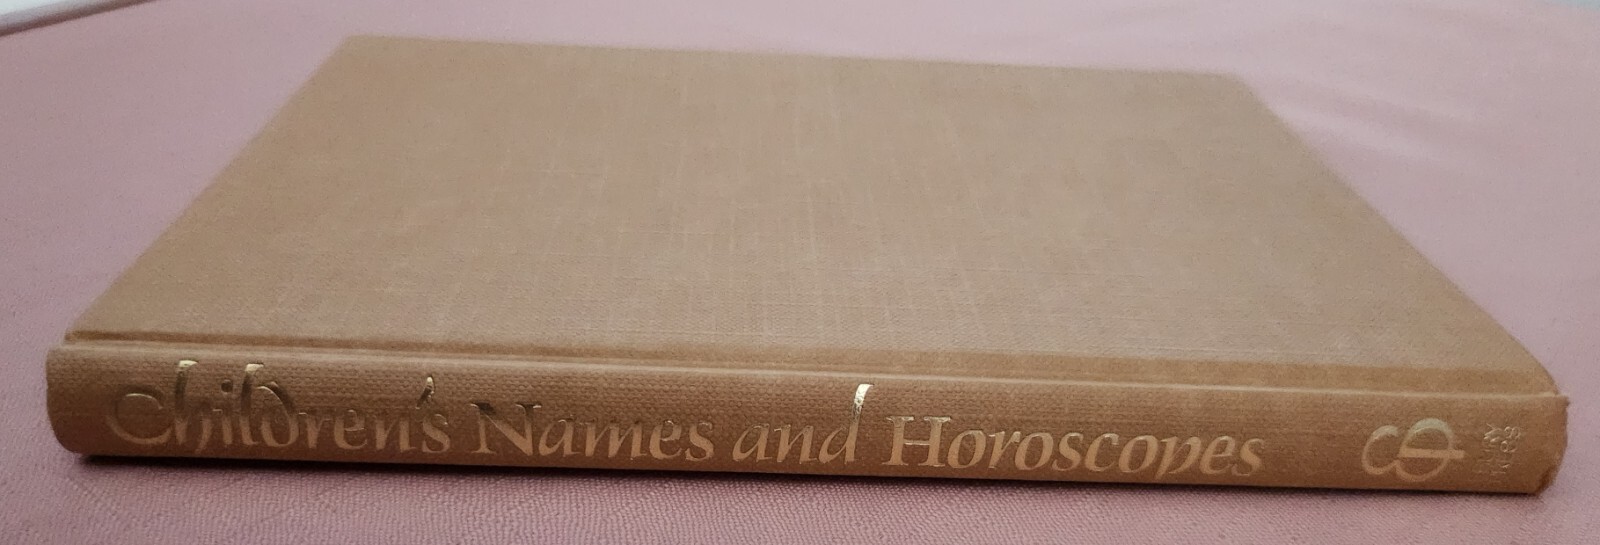 Children's Names and Horoscopes